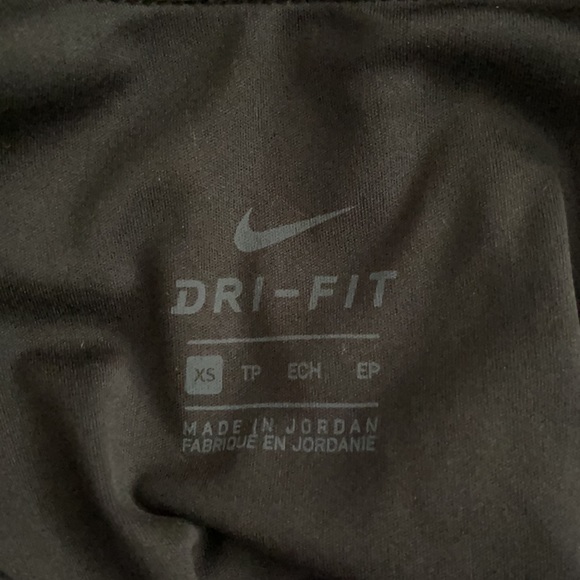 DRI-FIT
XS TP ECH EP
MADE IN JORDAN
FABRIQUÉ EN JORDANIE